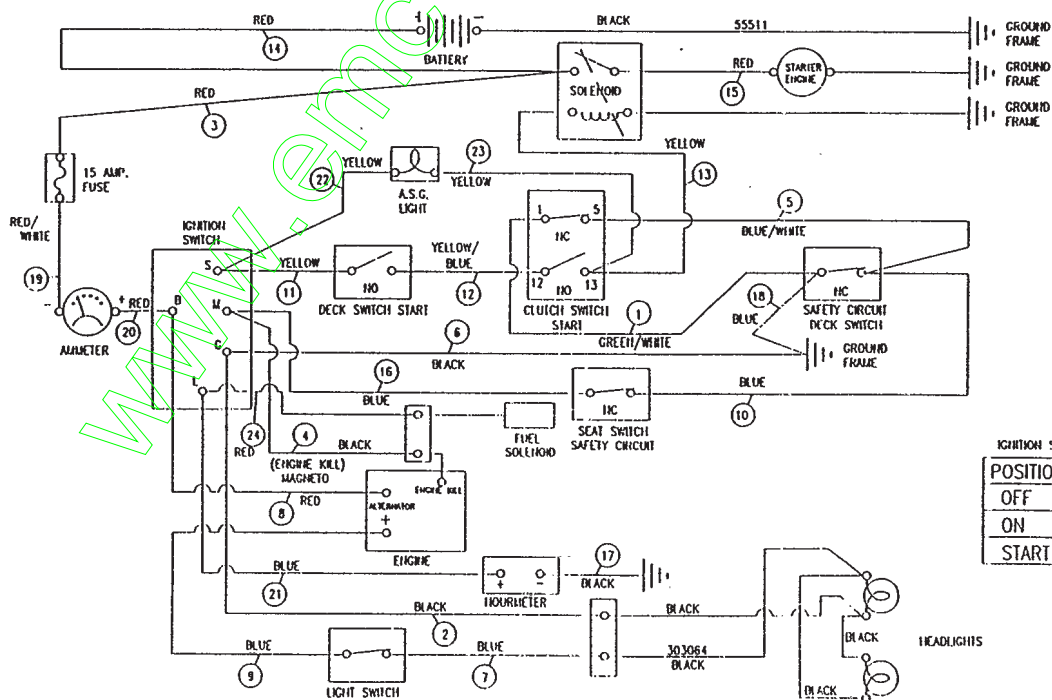 RED
14
BATTERY
BLACK
55511
GROUND
FRAME
SOLENOID
RED
15
STARTER
ENGINE
GROUND
FRAME
RED
3
GROUND
FRAME
15 AMP.
FUSE
YELLOW
22
A.S.G.
LIGHT
23
YELLOW
YELLOW
13
RED/
WHITE
IGNITION
SWITCH
1
5
NC
5
BLUE/WHITE
S
YELLOW
11
NO
DECK SWITCH START
YELLOW/
BLUE
12
12
NO
13
CLUTCH SWITCH
START
NC
SAFETY CIRCUIT
DECK SWITCH
18
BLUE
19
-
+
RED
20
AMMETER
B
M
G
L
6
BLACK
1
GREEN/WHITE
GROUND
FRAME
16
BLUE
NC
SEAT SWITCH
SAFETY CIRCUIT
BLUE
10
24
RED
4
BLACK
(ENGINE KILL)
MAGNETO
FUEL
SOLENOID
8
RED
ENGINE KILL
ALTERNATOR
+
ENGINE
IGNITION S
POSITIO
OFF
ON
START
BLUE
21
+
-
HOURMETER
17
BLACK
BLACK
2
BLACK
BLUE
9
LIGHT SWITCH
BLUE
7
303064
BLACK
BLACK
BLACK
HEADLIGHTS
www.emc